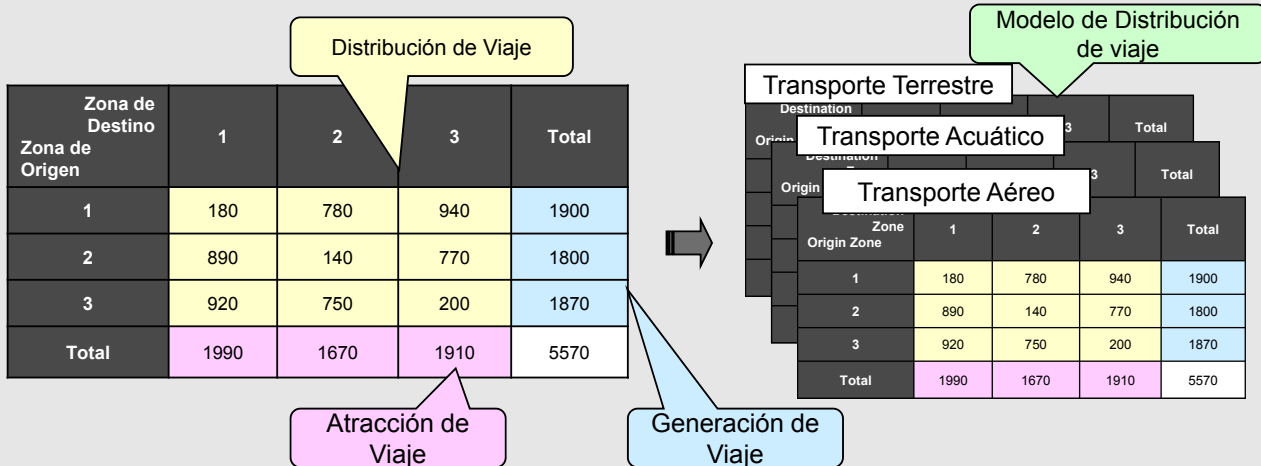 Distribución de Viaje
Modelo de Distribución
de viaje
Zona de
Destino
Zona de
Origen
1 2 3 Total
1 180 780 940 1900
2 890 140 770 1800
3 920 750 200 1870
Total 1990 1670 1910 5570
Atracción de
Viaje
Generación de
Viaje
Transporte Terrestre
Destination
3 Total
Transporte Acuático
Destination
Origin
3 Total
Transporte Aéreo
Destination
Zone
Origin Zone
1 2 3 Total
1 180 780 940 1900
2 890 140 770 1800
3 920 750 200 1870
Total 1990 1670 1910 5570